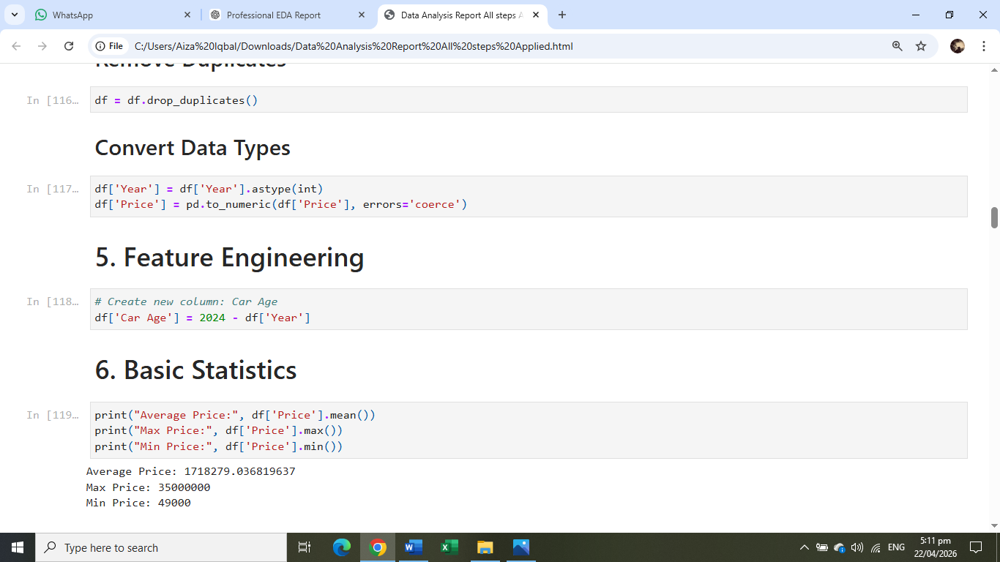 WhatsApp
Professional EDA Report
Data Analysis Report All steps A
File
C:/Users/Aiza%20Iqbal/Downloads/Data%20Analysis%20Report%20All%20steps%20Applied.html
Remove Duplicates
In [116…
df = df.drop_duplicates()
Convert Data Types
In [117…
df['Year'] = df['Year'].astype(int)
df['Price'] = pd.to_numeric(df['Price'], errors='coerce')
5. Feature Engineering
In [118…
# Create new column: Car Age
df['Car Age'] = 2024 - df['Year']
6. Basic Statistics
In [119…
print("Average Price:", df['Price'].mean())
print("Max Price:", df['Price'].max())
print("Min Price:", df['Price'].min())
Average Price: 1718279.036819637
Max Price: 35000000
Min Price: 49000
Type here to search
ENG
5:11 pm
22/04/2026